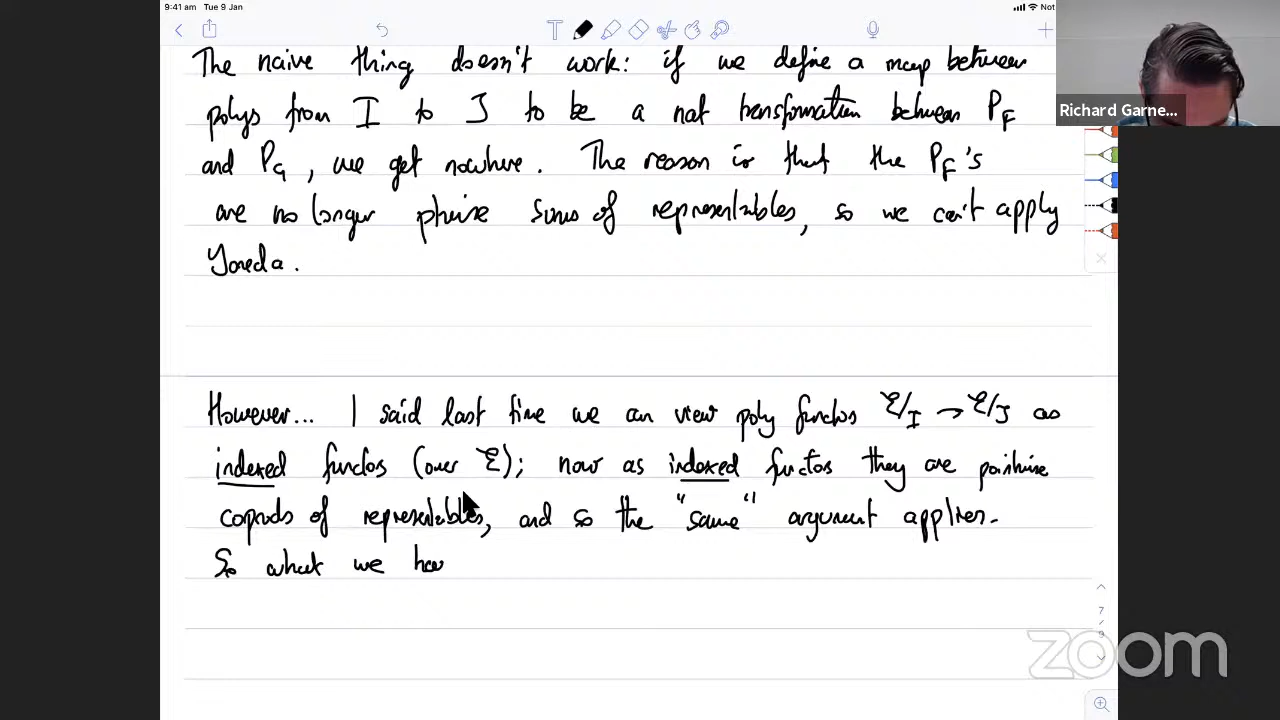 9:41 am Tue 9 Jan
Not
The naive thing doesn't work: if we define a map between
polys from I to J to be a nat transformation between P_F
and P_G, we get nowhere. The reason is that the P_F's
are no longer ptwise sums of representables, so we can't apply
Yoneda.
Richard Garne...
However... I said last time we can view poly functors ℰ/I → ℰ/J as
indexed functors (over ℰ); now as indexed functors they are pointwise
coprods of representables, and so the "same" argument applies.
So what we hav
7
9
zoom